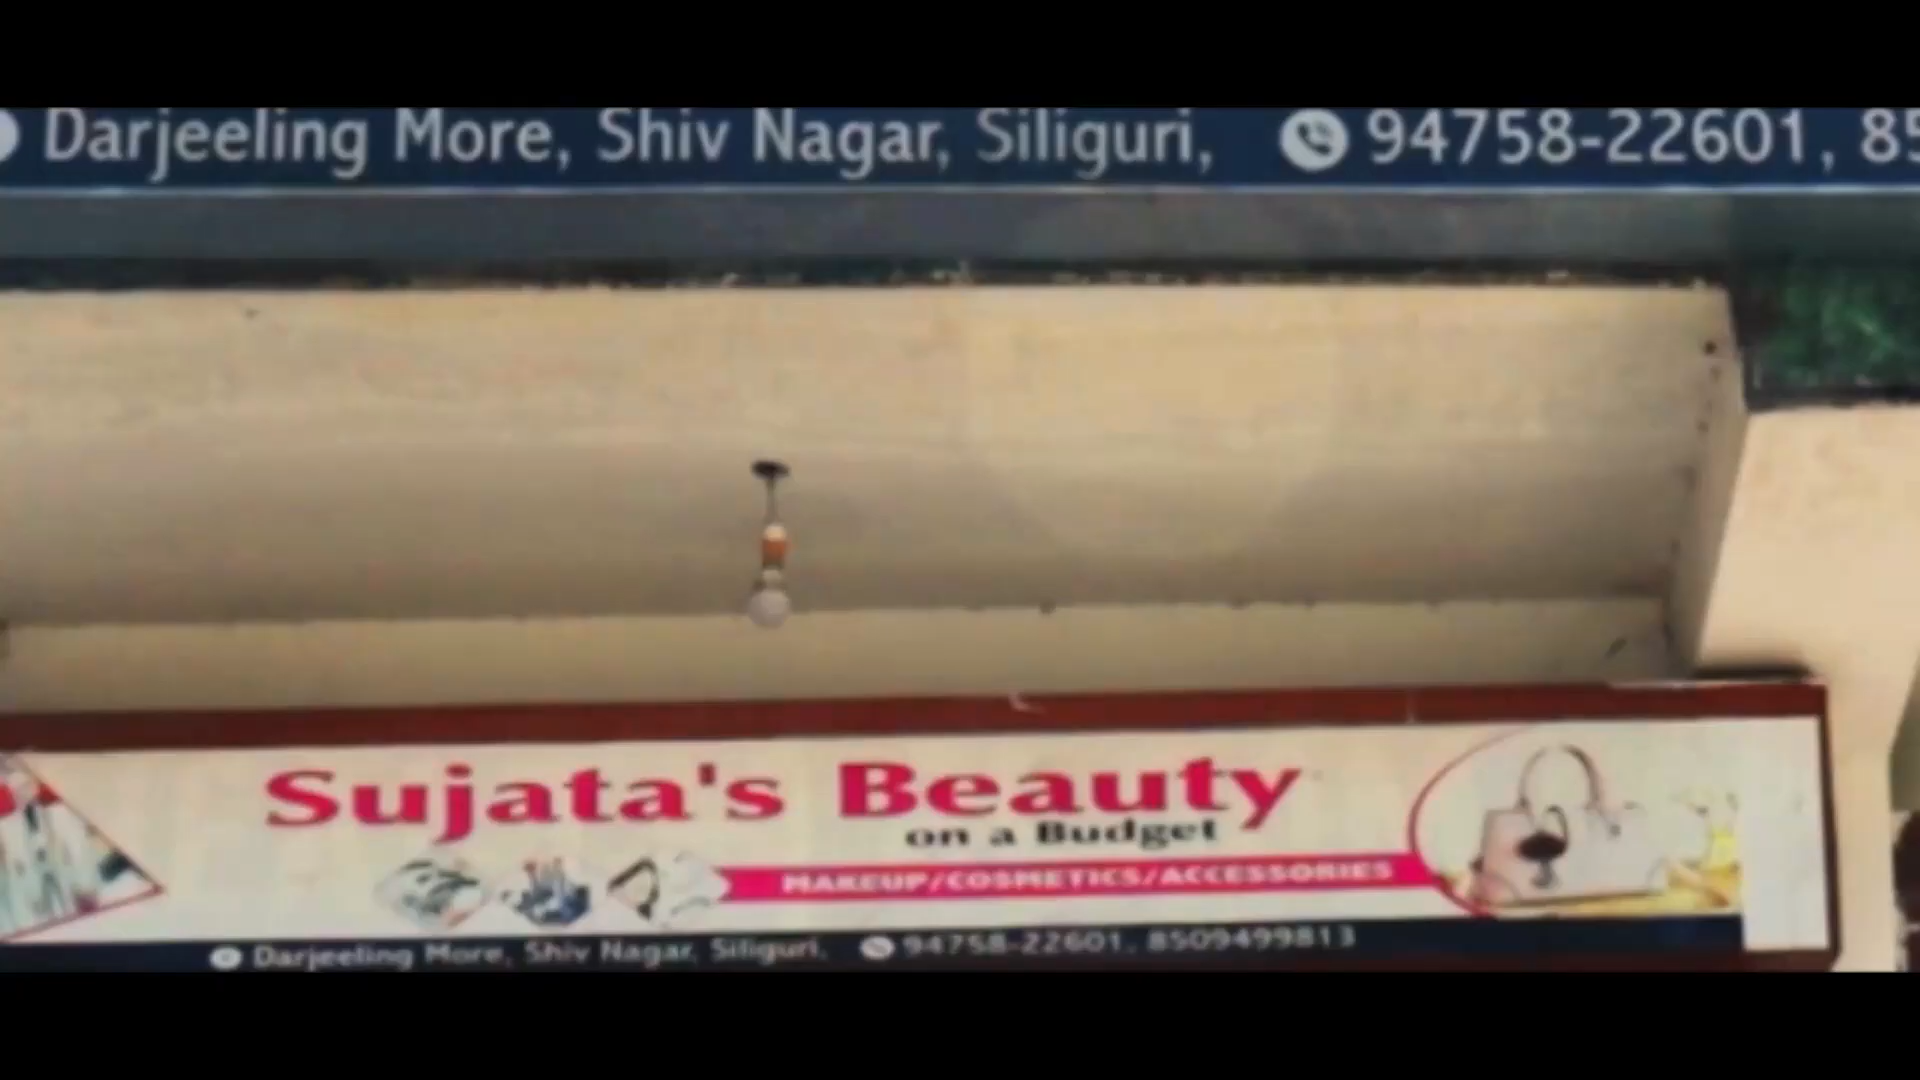 Darjeeling More, Shiv Nagar, Siliguri, 94758-22601, 85
Sujata's Beauty
on a Budget
MAKEUP/COSMETICS/ACCESSORIES
Darjeeling More, Shiv Nagar, Siliguri, 94758-22601, 8509499813